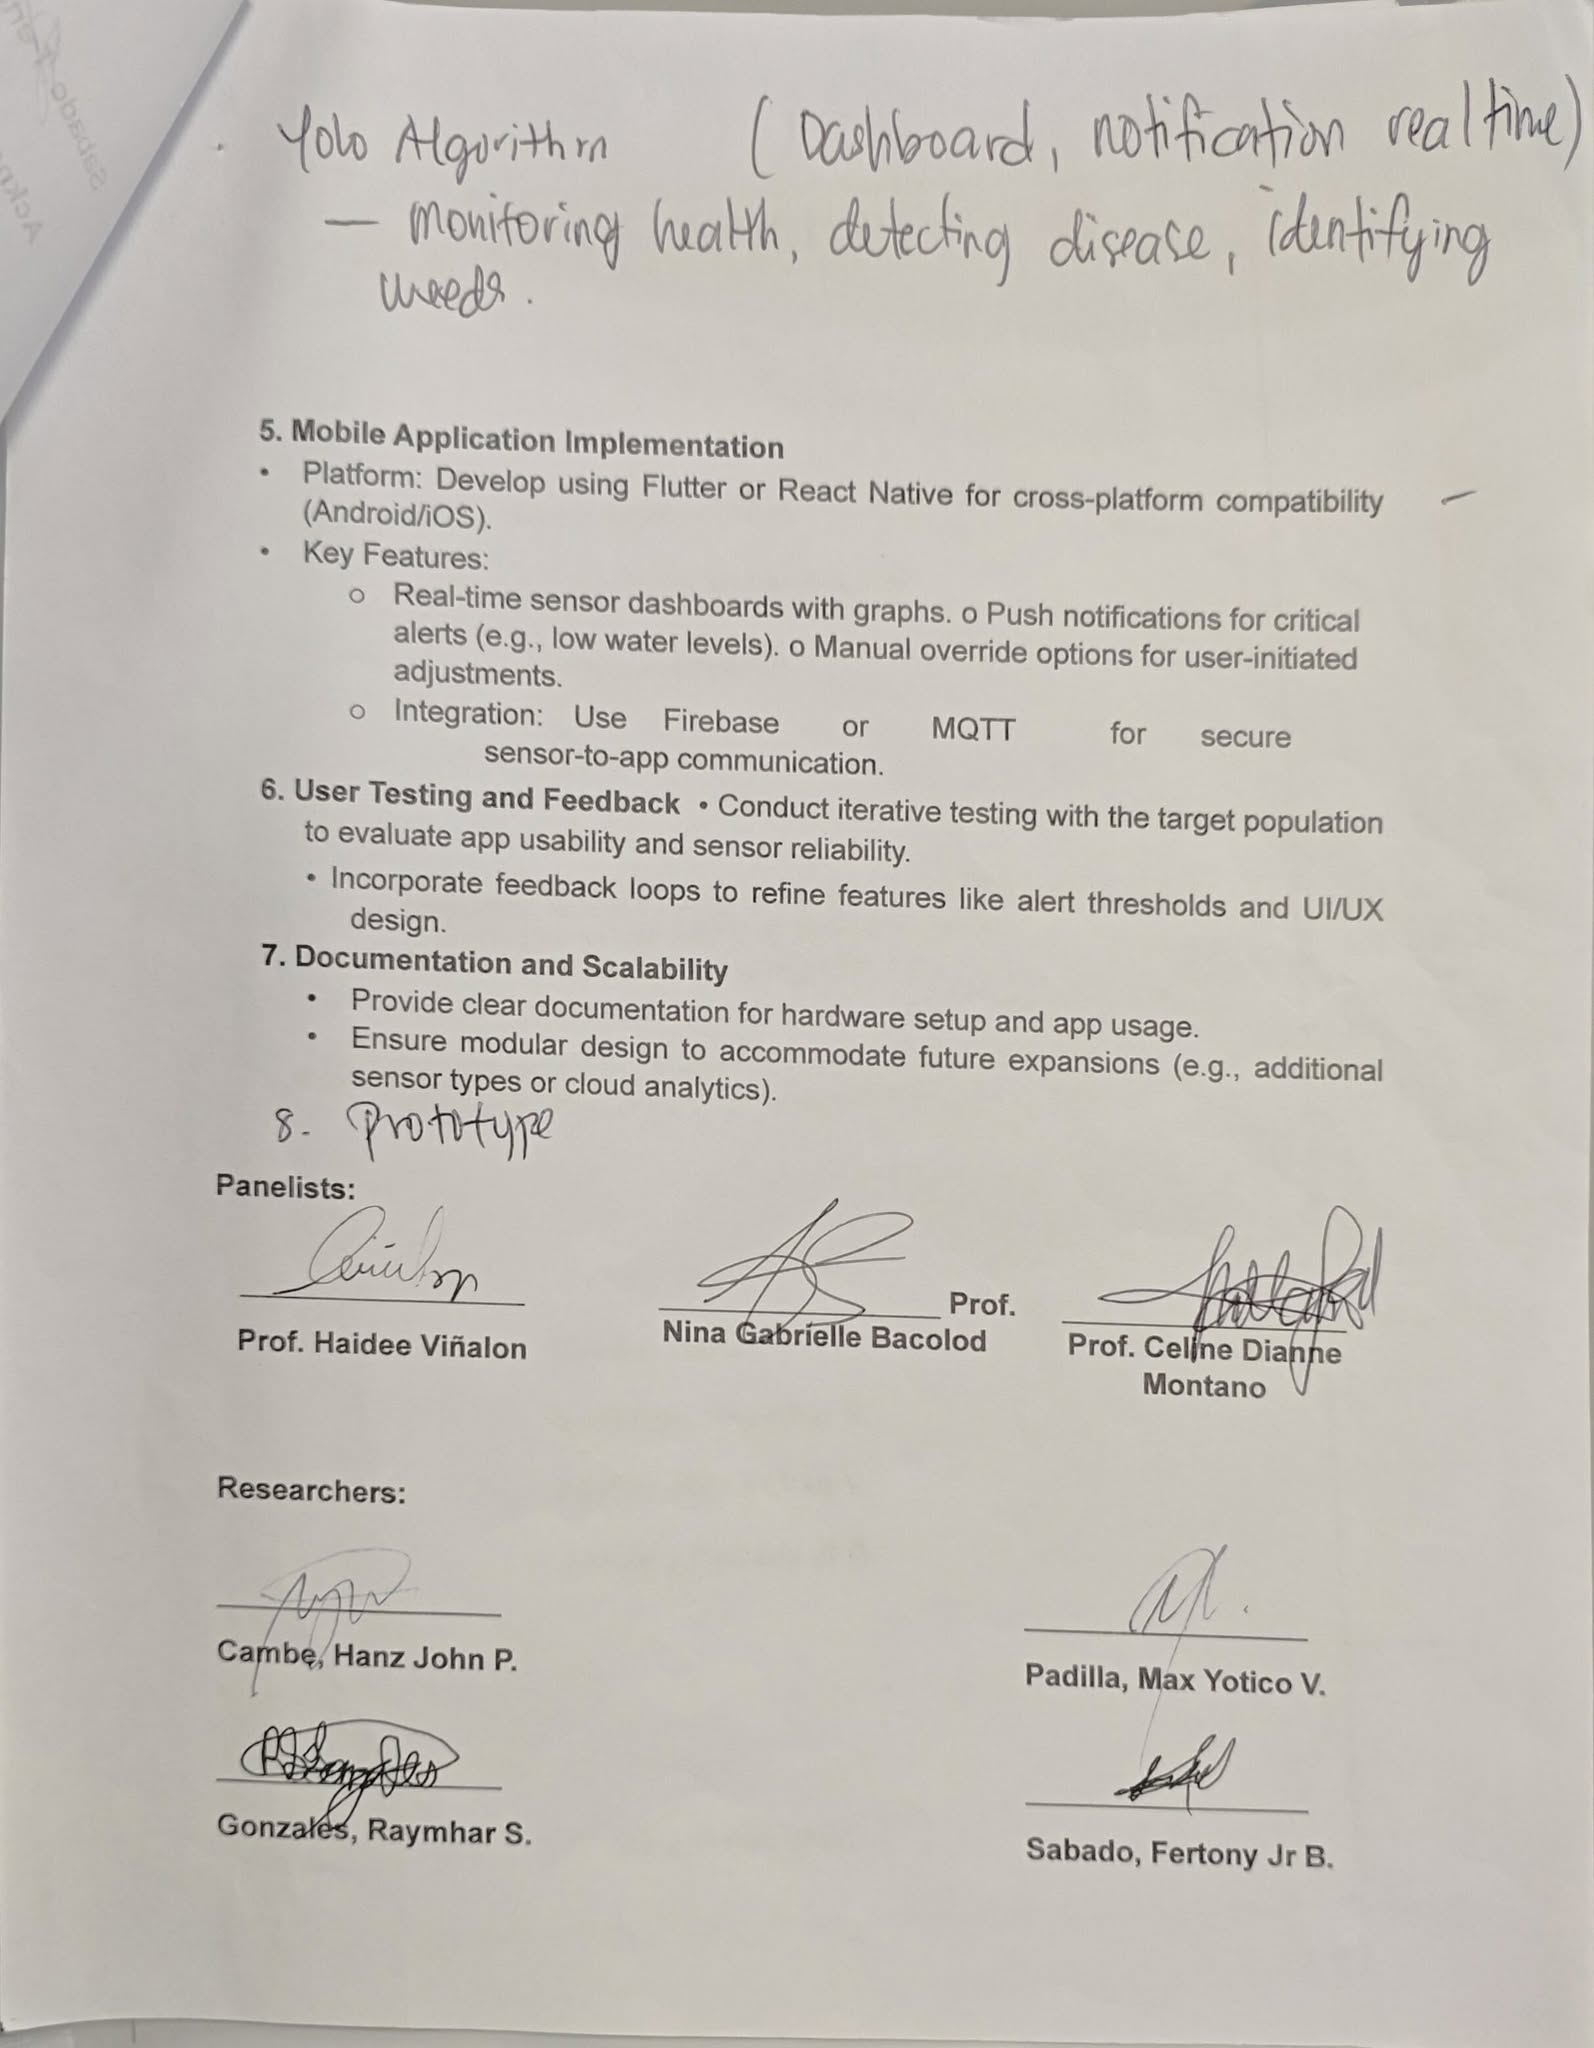 Yolo Algorithm (Dashboard, notification real time)
— monitoring health, detecting disease, identifying
weeds.
5. Mobile Application Implementation
• Platform: Develop using Flutter or React Native for cross-platform compatibility
(Android/iOS).
• Key Features:
o Real-time sensor dashboards with graphs. o Push notifications for critical
alerts (e.g., low water levels). o Manual override options for user-initiated
adjustments.
o Integration: Use Firebase or MQTT for secure
sensor-to-app communication.
6. User Testing and Feedback • Conduct iterative testing with the target population
to evaluate app usability and sensor reliability.
• Incorporate feedback loops to refine features like alert thresholds and UI/UX
design.
7. Documentation and Scalability
• Provide clear documentation for hardware setup and app usage.
• Ensure modular design to accommodate future expansions (e.g., additional
sensor types or cloud analytics).
8. Prototype
Panelists:
Prof.
Prof. Haidee Viñalon Nina Gabrielle Bacolod Prof. Celine Dianne
Montano
Researchers:
Cambe, Hanz John P. Padilla, Max Yotico V.
Gonzales, Raymhar S. Sabado, Fertony Jr B.